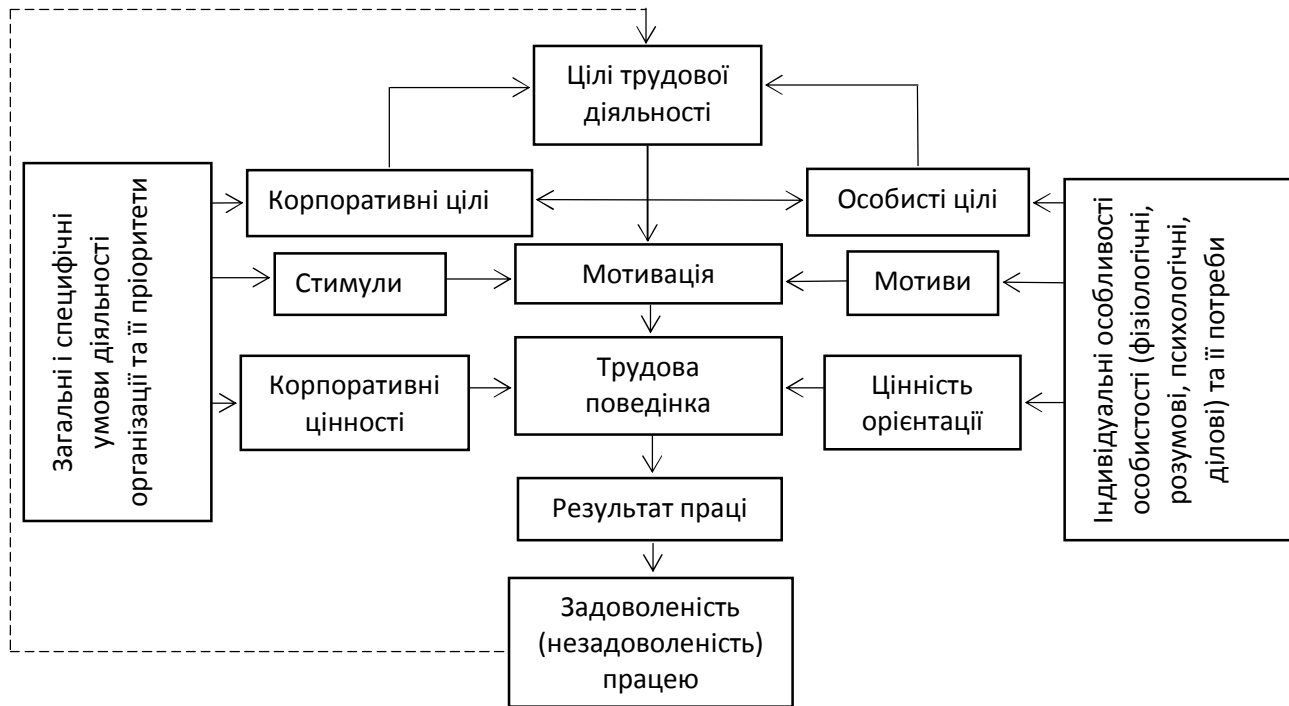 Цілі трудової
діяльності
Загальні і специфічні
умови діяльності
організації та її пріоритети
Корпоративні цілі
Особисті цілі
Індивідуальні особливості
особистості (фізіологічні,
розумові, психологічні,
ділові) та її потреби
Стимули
Мотивація
Мотиви
Корпоративні
цінності
Трудова
поведінка
Цінність
орієнтації
Результат праці
Задоволеність
(незадоволеність)
працею